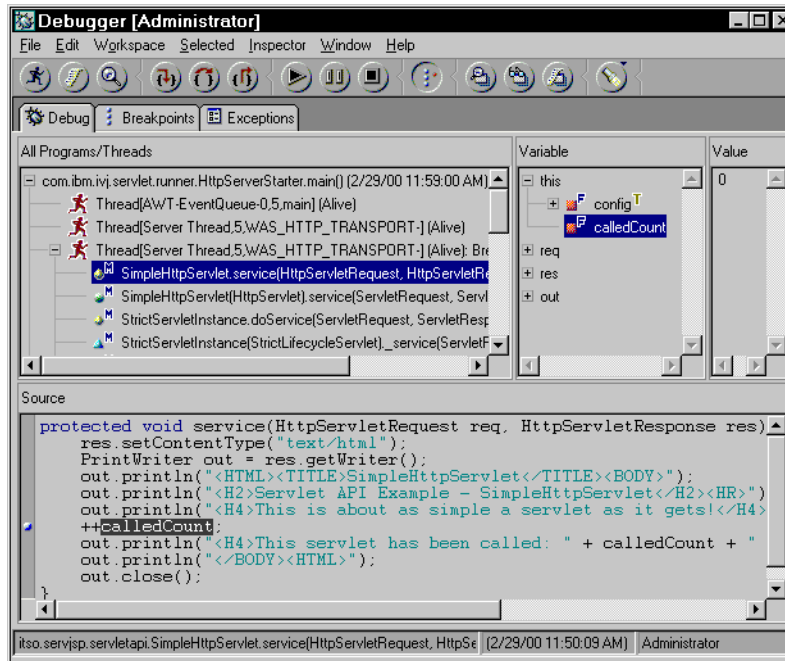 Debugger [Administrator]
File Edit Workspace Selected Inspector Window Help
Debug Breakpoints Exceptions
All Programs/Threads
Variable
Value
com.ibm.ivj.servlet.runner.HttpServerStarter.main() (2/29/00 11:59:00 AM)
Thread[AWT-EventQueue-0,5,main] (Alive)
Thread[Server Thread,5,WAS_HTTP_TRANSPORT-] (Alive)
Thread[Server Thread,5,WAS_HTTP_TRANSPORT-] (Alive): Bre
M SimpleHttpServlet.service(HttpServletRequest, HttpServletRe
M SimpleHttpServlet(HttpServlet).service(ServletRequest, Servl
M StrictServletInstance.doService(ServletRequest, ServletResp
M StrictServletInstance(StrictLifecycleServlet)._service(ServletF
this
F config T
F calledCount
req
res
out
0
Source
protected void service(HttpServletRequest req, HttpServletResponse res)
res.setContentType("text/html");
PrintWriter out = res.getWriter();
out.println("<HTML><TITLE>SimpleHttpServlet</TITLE><BODY>");
out.println("<H2>Servlet API Example - SimpleHttpServlet</H2><HR>")
out.println("<H4>This is about as simple a servlet as it gets!</H4>
++calledCount;
out.println("<H4>This servlet has been called: " + calledCount + "
out.println("</BODY><HTML>");
out.close();
}
itso.servjsp.servletapi.SimpleHttpServlet.service(HttpServletRequest, HttpSe (2/29/00 11:50:09 AM) Administrator